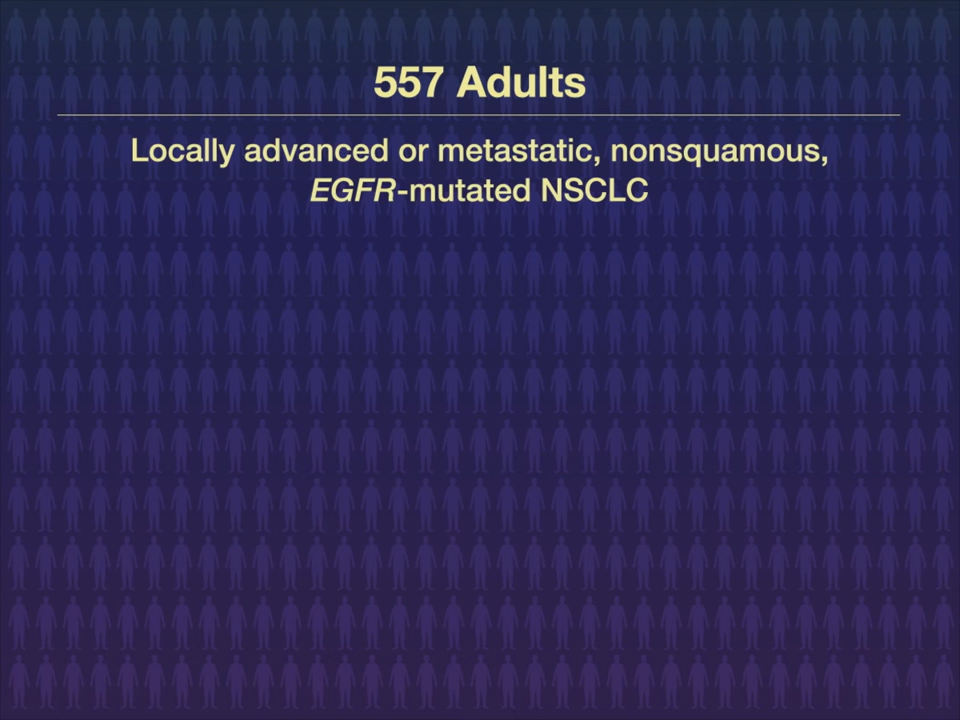 557 Adults
Locally advanced or metastatic, nonsquamous,
EGFR-mutated NSCLC